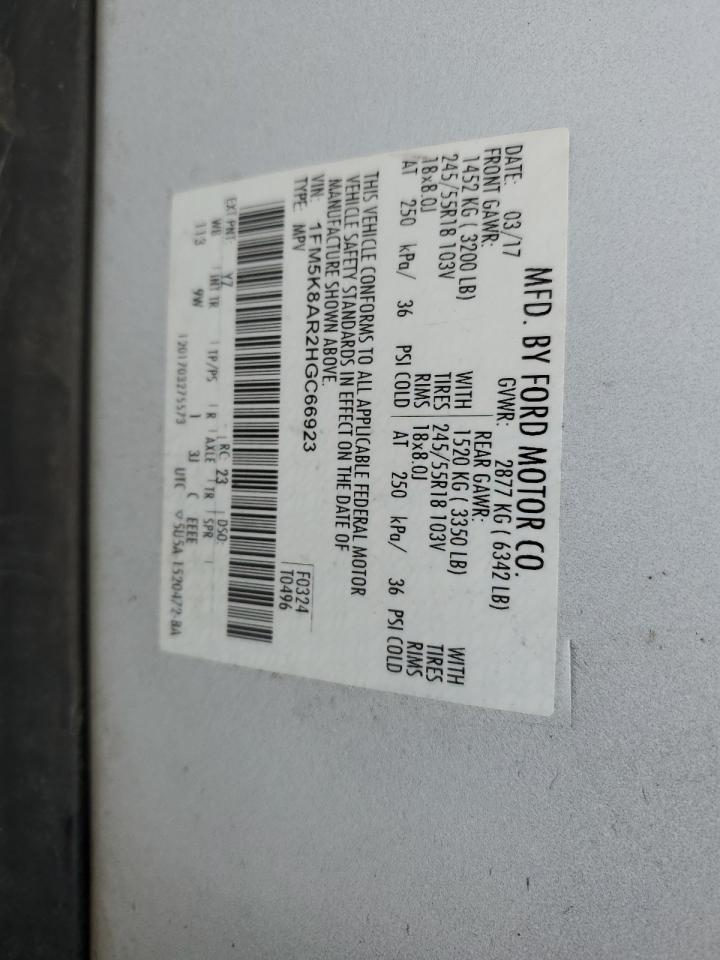 MFD. BY FORD MOTOR CO.
DATE: 03/17
GVWR: 2877 KG ( 6342 LB)
FRONT GAWR:
REAR GAWR:
1452 KG ( 3200 LB)
WITH
1520 KG ( 3350 LB)
WITH
245/55R18 103V
TIRES
245/55R18 103V
TIRES
18x8.0J
RIMS
18x8.0J
RIMS
AT 250 kPa/ 36 PSI COLD
AT 250 kPa/ 36 PSI COLD
THIS VEHICLE CONFORMS TO ALL APPLICABLE FEDERAL MOTOR
VEHICLE SAFETY STANDARDS IN EFFECT ON THE DATE OF
MANUFACTURE SHOWN ABOVE.
VIN: 1FM5K8AR2HGC66923
TYPE: MPV
F0324
T0496
EXT PNT: YZ RC: 23 DSO:
WB INT TR TP/PS R AXLE TR SPR
113 9W I 3J C EEEE
1201703275573 UTC ▽ 5U5A 1520472 BA